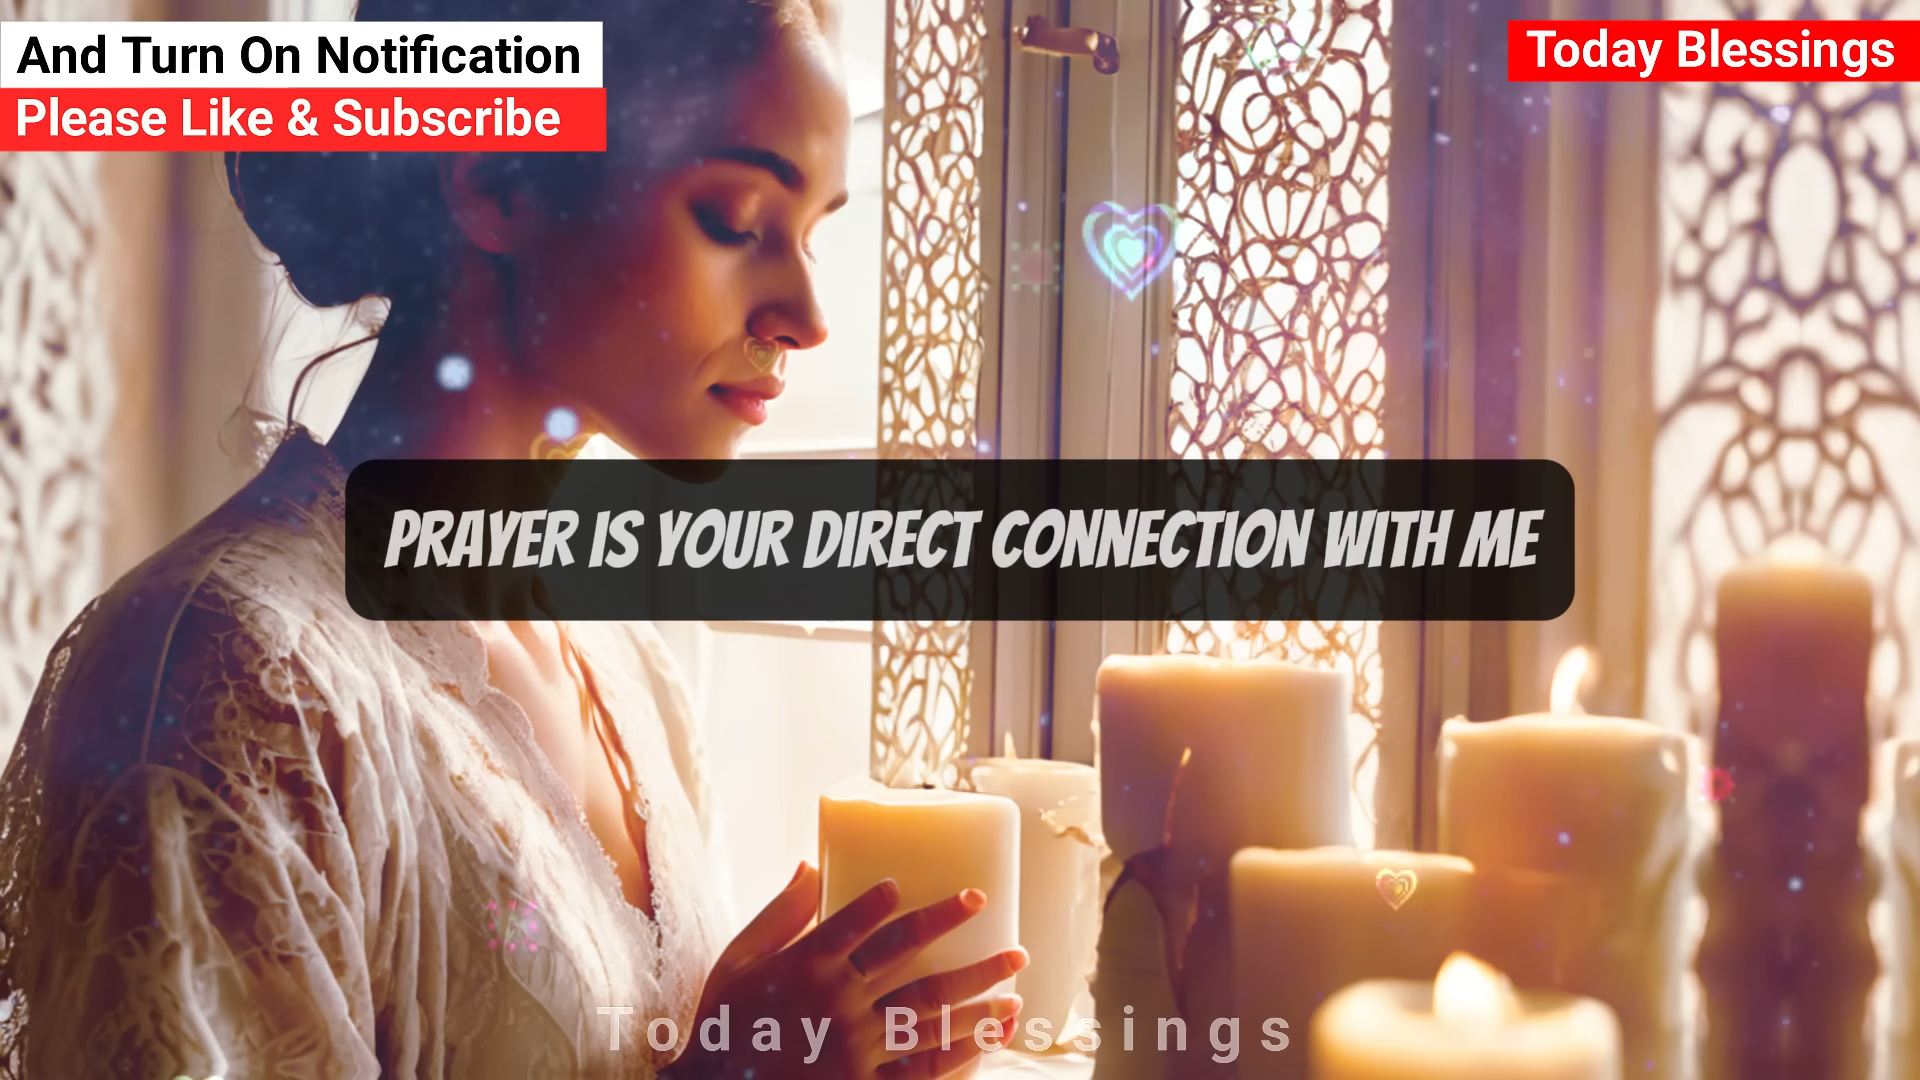 And Turn On Notification
Please Like & Subscribe
Today Blessings
PRAYER IS YOUR DIRECT CONNECTION WITH ME
Today Blessings